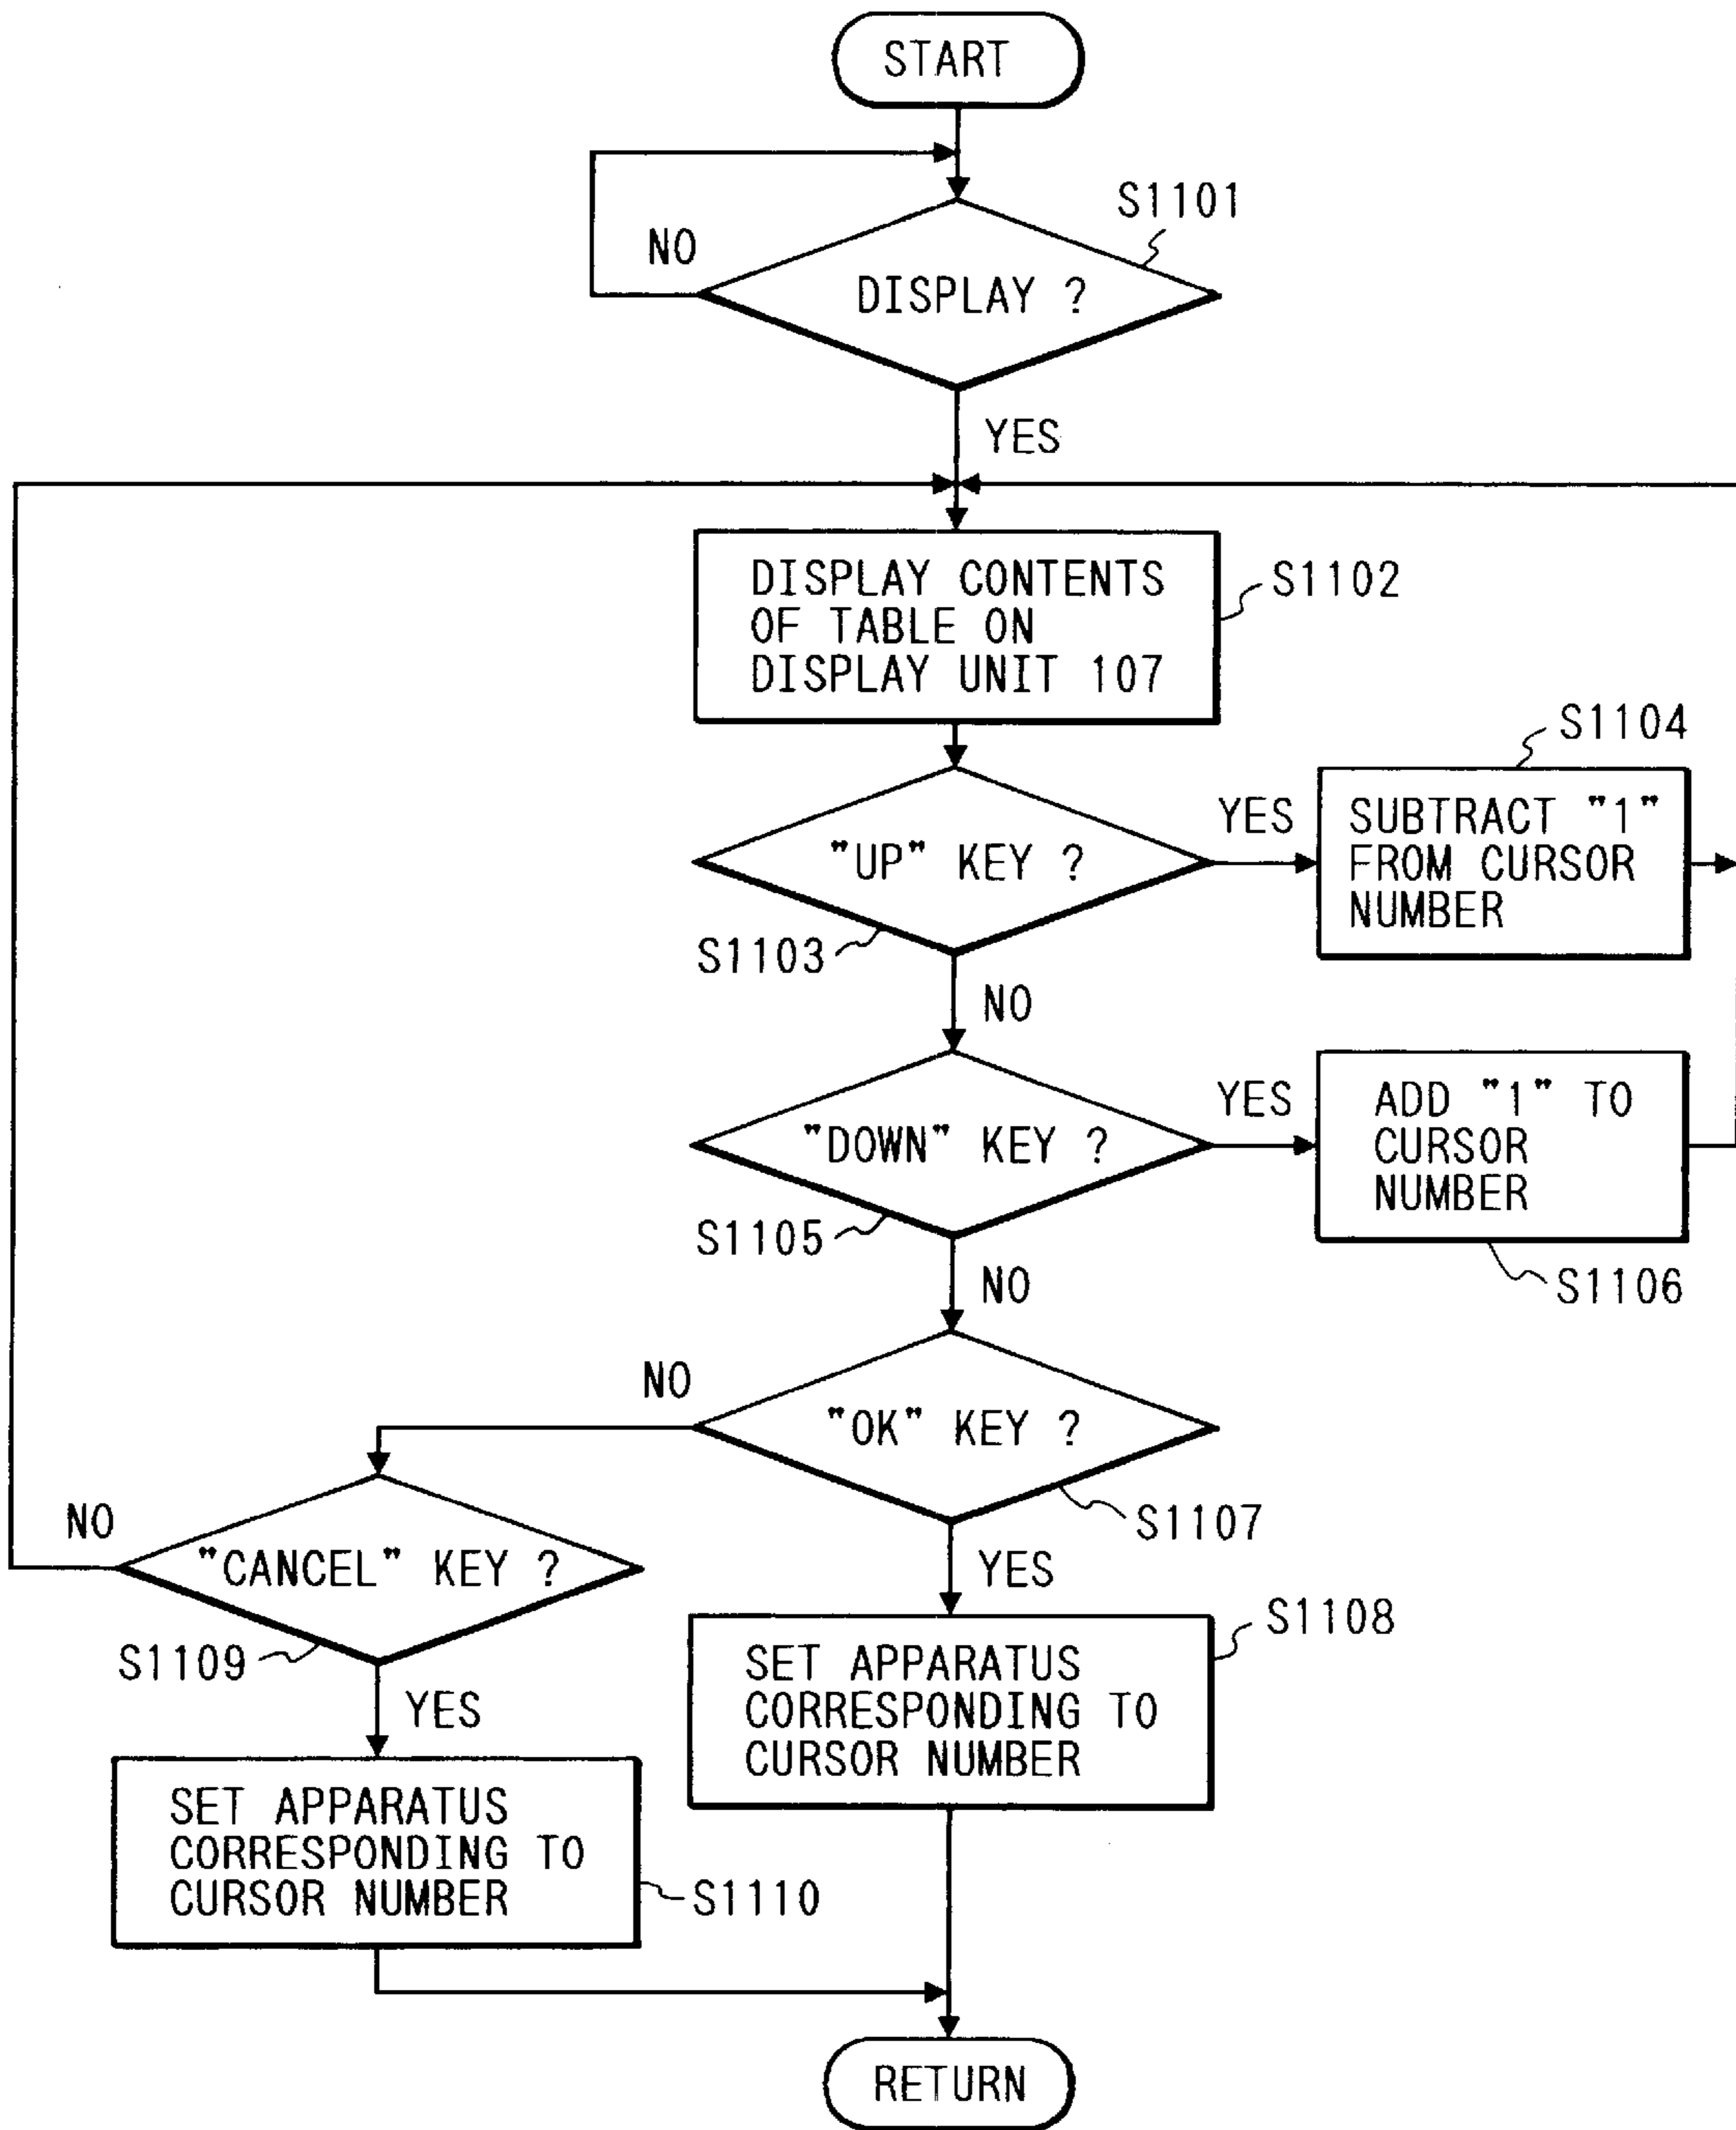 START
S1101
NO
DISPLAY ?
YES
DISPLAY CONTENTS
OF TABLE ON
DISPLAY UNIT 107
S1102
S1104
"UP" KEY ?
YES
SUBTRACT "1"
FROM CURSOR
NUMBER
S1103
NO
"DOWN" KEY ?
YES
ADD "1" TO
CURSOR
NUMBER
S1105
S1106
NO
NO
"OK" KEY ?
S1107
NO
"CANCEL" KEY ?
YES
S1109
S1108
SET APPARATUS
CORRESPONDING TO
CURSOR NUMBER
YES
SET APPARATUS
CORRESPONDING TO
CURSOR NUMBER
S1110
RETURN